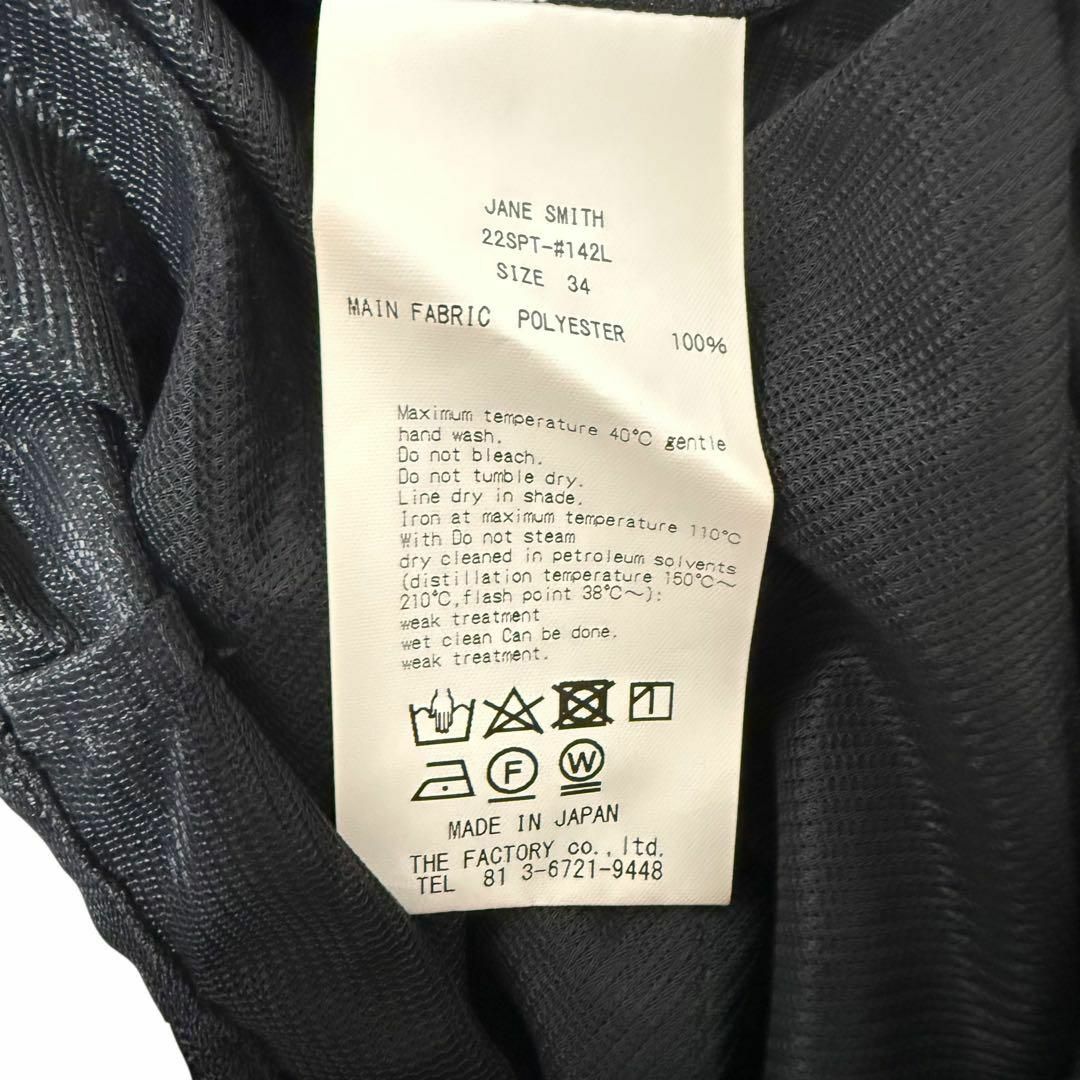 JANE SMITH
22SPT-#142L
SIZE 34
MAIN FABRIC POLYESTER 100%
Maximum temperature 40°C gentle
hand wash.
Do not bleach.
Do not tumble dry.
Line dry in shade.
Iron at maximum temperature 110°C
With Do not steam
dry cleaned in petroleum solvents
(distillation temperature 150°C～
210°C,flash point 38°C～):
weak treatment
wet clean Can be done.
weak treatment.
F W
MADE IN JAPAN
THE FACTORY co.,ltd.
TEL 81 3-6721-9448